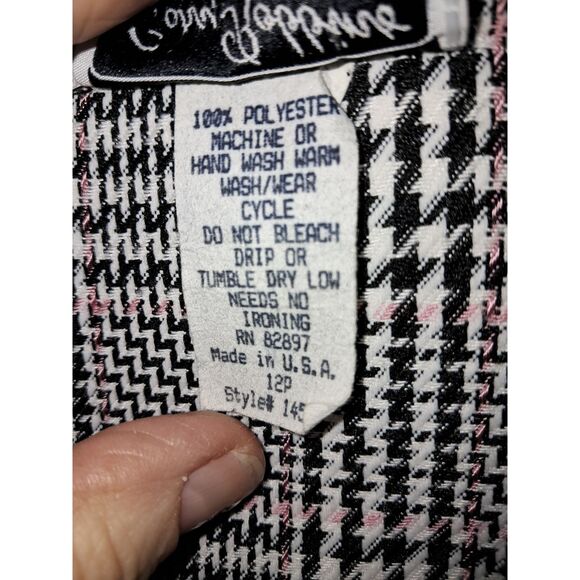 100% POLYESTER
MACHINE OR
HAND WASH WARM
WASH/WEAR
CYCLE
DO NOT BLEACH
DRIP OR
TUMBLE DRY LOW
NEEDS NO
IRONING
RN 82897
Made in U.S.A.
12P
Style# 145